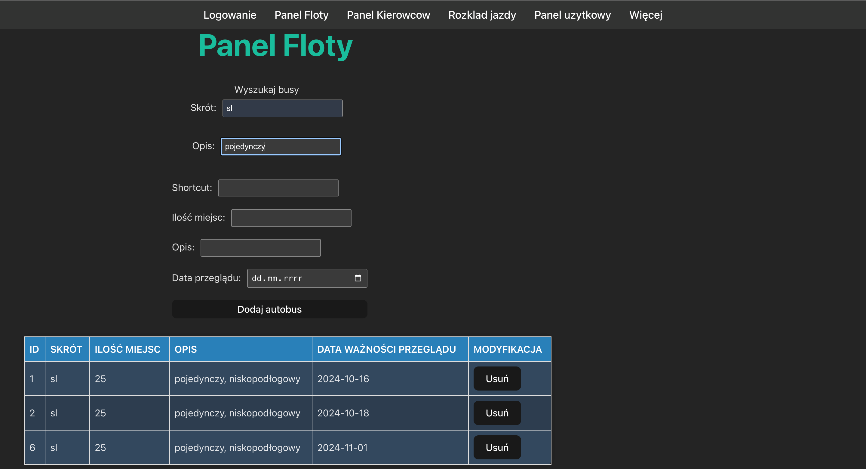 Logowanie Panel Floty Panel Kierowcow Rozklad jazdy Panel uzytkowy Więcej
Panel Floty
Wyszukaj busy
Skrót: sl
Opis: pojedynczy
Shortcut:
Ilość miejsc:
Opis:
Data przeglądu: dd.mm.rrrr
Dodaj autobus
ID SKRÓT ILOŚĆ MIEJSC OPIS DATA WAŻNOŚCI PRZEGLĄDU MODYFIKACJA
1 sl 25 pojedynczy, niskopodłogowy 2024-10-16 Usuń
2 sl 25 pojedynczy, niskopodłogowy 2024-10-18 Usuń
6 sl 25 pojedynczy, niskopodłogowy 2024-11-01 Usuń